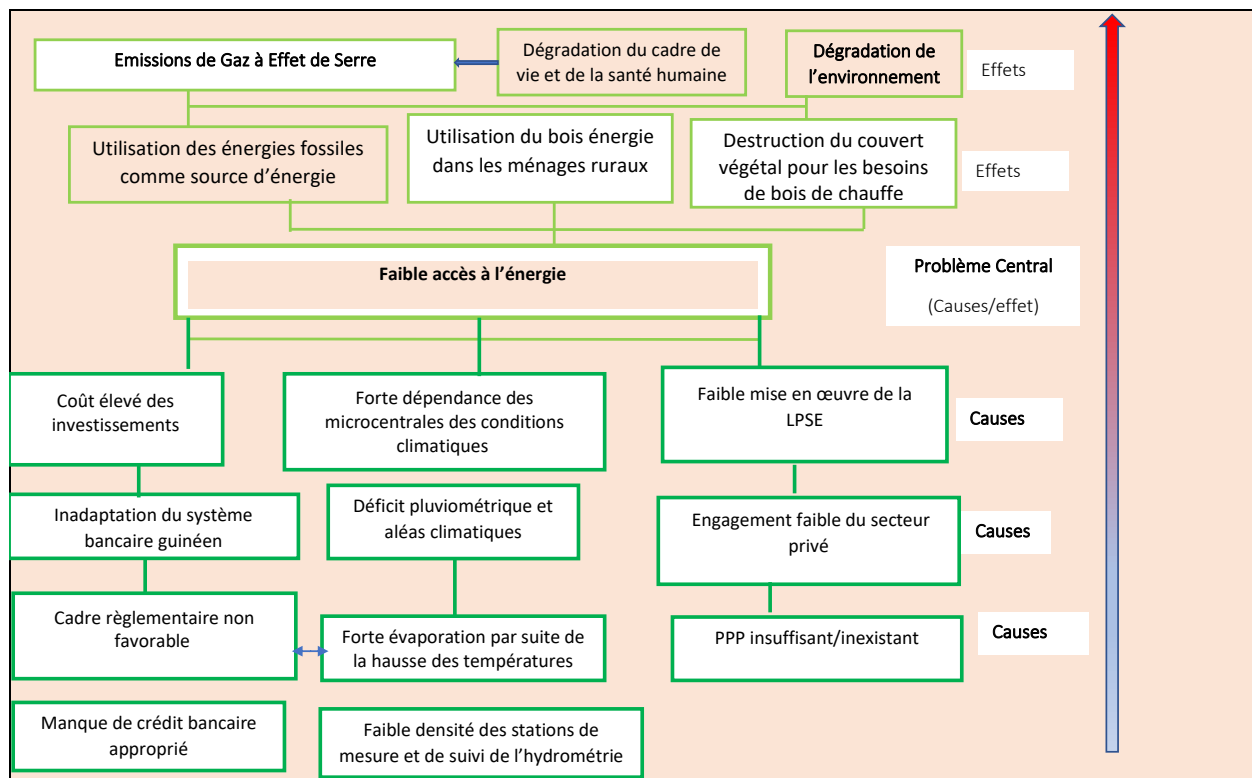 Emissions de Gaz à Effet de Serre
Dégradation du cadre de
vie et de la santé humaine
Dégradation de
l'environnement
Effets
Utilisation des énergies fossiles
comme source d'énergie
Utilisation du bois énergie
dans les ménages ruraux
Destruction du couvert
végétal pour les besoins
de bois de chauffe
Effets
Faible accès à l'énergie
Problème Central
(Causes/effet)
Coût élevé des
investissements
Forte dépendance des
microcentrales des conditions
climatiques
Faible mise en œuvre de la
LPSE
Causes
Inadaptation du système
bancaire guinéen
Déficit pluviométrique et
aléas climatiques
Engagement faible du secteur
privé
Causes
Cadre règlementaire non
favorable
Forte évaporation par suite de
la hausse des températures
PPP insuffisant/inexistant
Causes
Manque de crédit bancaire
approprié
Faible densité des stations de
mesure et de suivi de l'hydrométrie